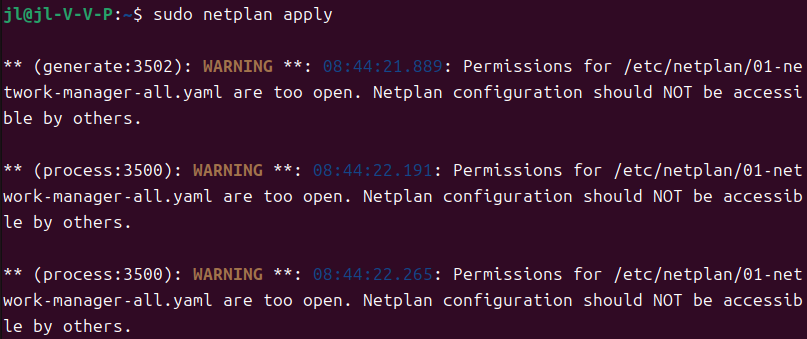 jl@jl-V-V-P:~$ sudo netplan apply
** (generate:3502): WARNING **: 08:44:21.889: Permissions for /etc/netplan/01-ne
twork-manager-all.yaml are too open. Netplan configuration should NOT be accessi
ble by others.
** (process:3500): WARNING **: 08:44:22.191: Permissions for /etc/netplan/01-net
work-manager-all.yaml are too open. Netplan configuration should NOT be accessib
le by others.
** (process:3500): WARNING **: 08:44:22.265: Permissions for /etc/netplan/01-net
work-manager-all.yaml are too open. Netplan configuration should NOT be accessib
le by others.